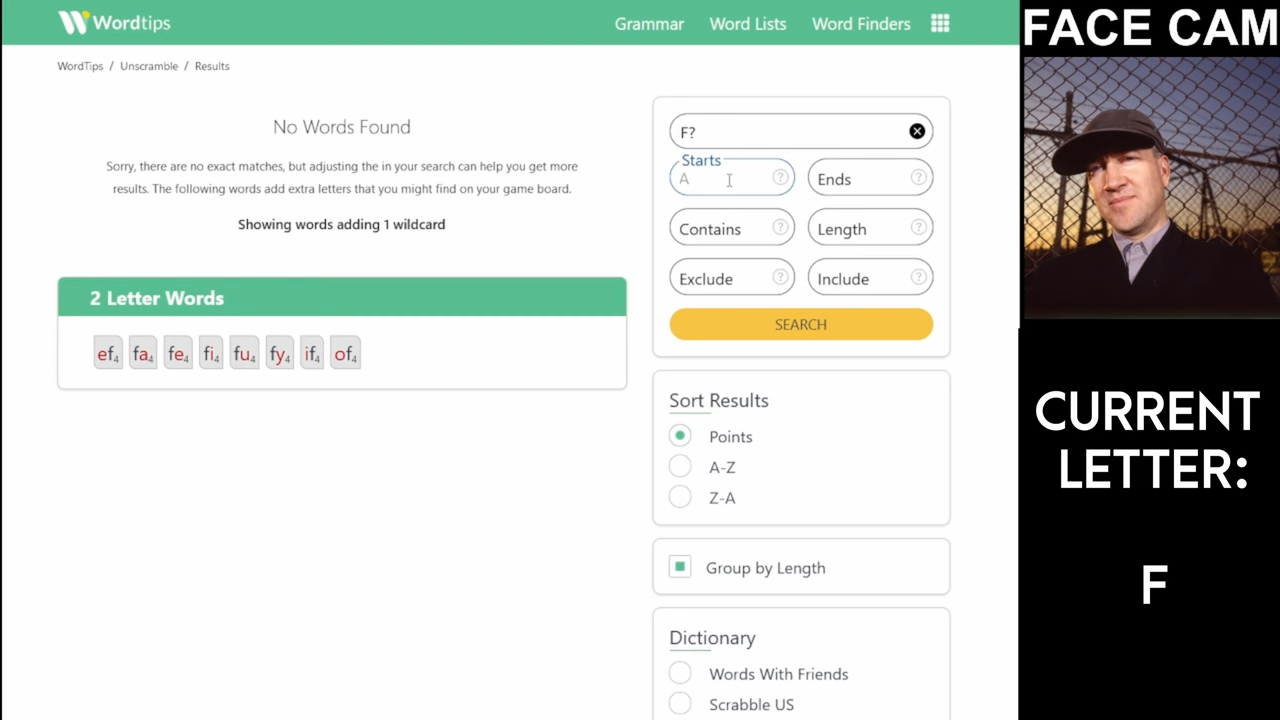 Wordtips
Grammar
Word Lists
Word Finders
WordTips / Unscramble / Results
No Words Found
Sorry, there are no exact matches, but adjusting the in your search can help you get more
results. The following words add extra letters that you might find on your game board.
Showing words adding 1 wildcard
2 Letter Words
ef4 fa4 fe4 fi4 fu4 fy4 if4 of4
F?
Starts
A ?
Ends ?
Contains ?
Length ?
Exclude ?
Include ?
SEARCH
Sort Results
Points
A-Z
Z-A
Group by Length
Dictionary
Words With Friends
Scrabble US
FACE CAM
CURRENT
LETTER:
F